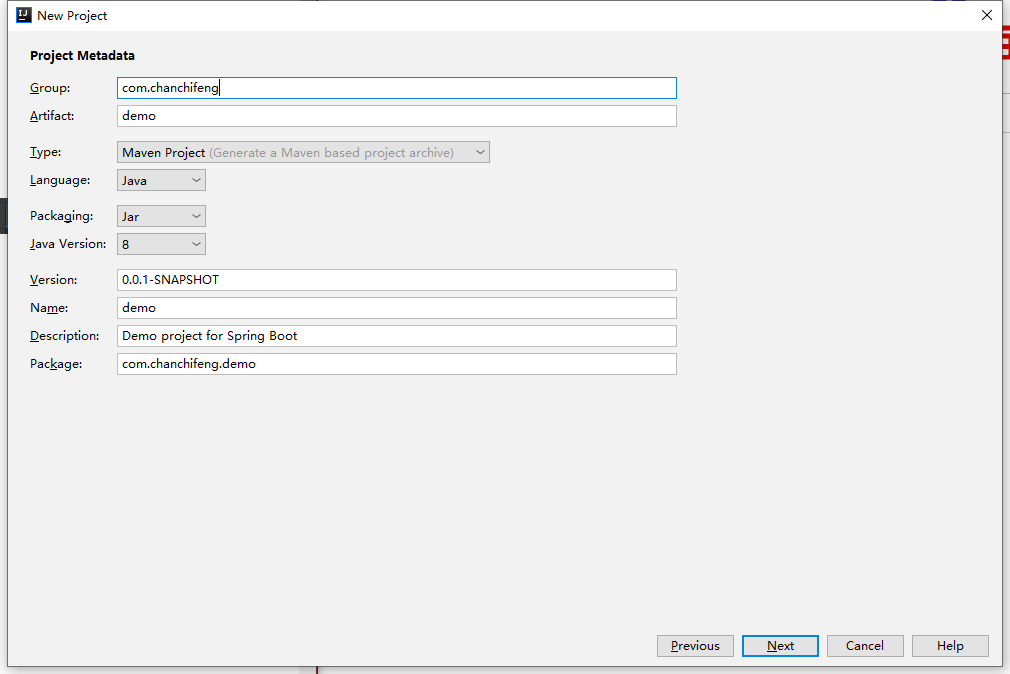 New Project
Project Metadata
Group: com.chanchifeng
Artifact: demo
Type: Maven Project (Generate a Maven based project archive)
Language: Java
Packaging: Jar
Java Version: 8
Version: 0.0.1-SNAPSHOT
Name: demo
Description: Demo project for Spring Boot
Package: com.chanchifeng.demo
Previous Next Cancel Help